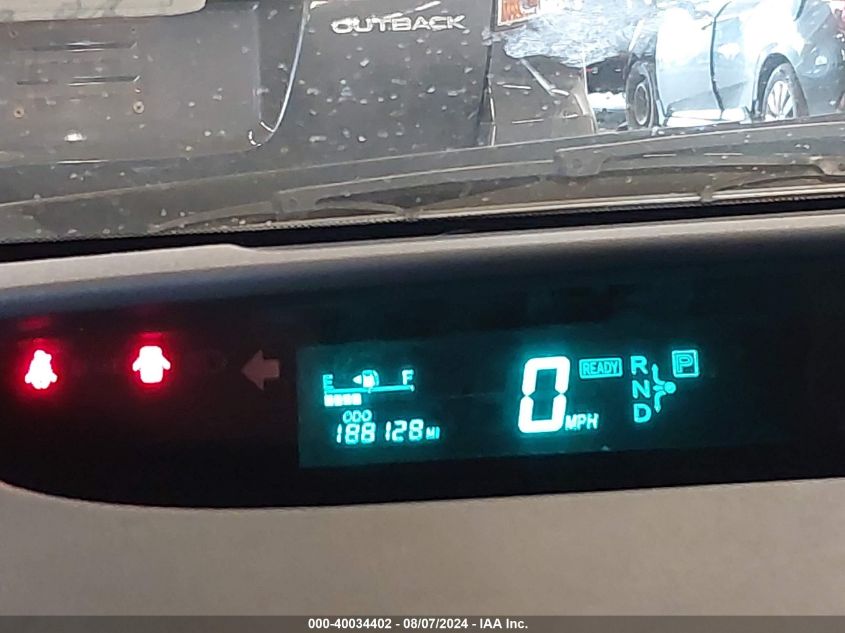 OUTBACK
E F
ODO
188128 MI
0 MPH
READY
R P
N
D
000-40034402 - 08/07/2024 - IAA Inc.